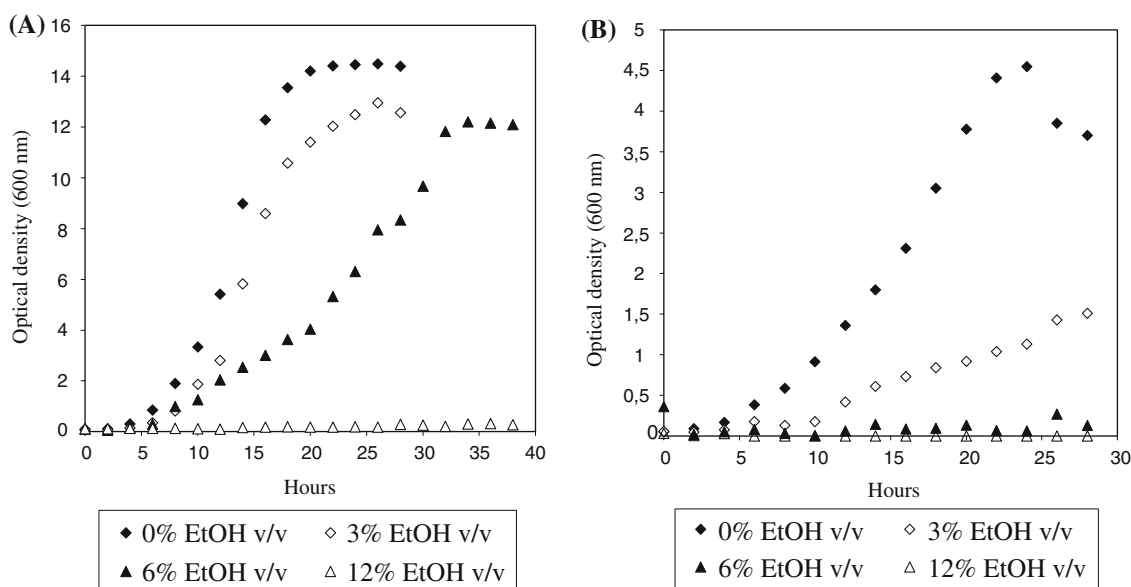 (A)
Optical density (600 nm)
16
14
12
10
8
6
4
2
0
0 5 10 15 20 25 30 35 40
Hours
◆ 0% EtOH v/v ◇ 3% EtOH v/v
▲ 6% EtOH v/v △ 12% EtOH v/v
(B)
Optical density (600 nm)
5
4,5
4
3,5
3
2,5
2
1,5
1
0,5
0
0 5 10 15 20 25 30
Hours
◆ 0% EtOH v/v ◇ 3% EtOH v/v
▲ 6% EtOH v/v △ 12% EtOH v/v